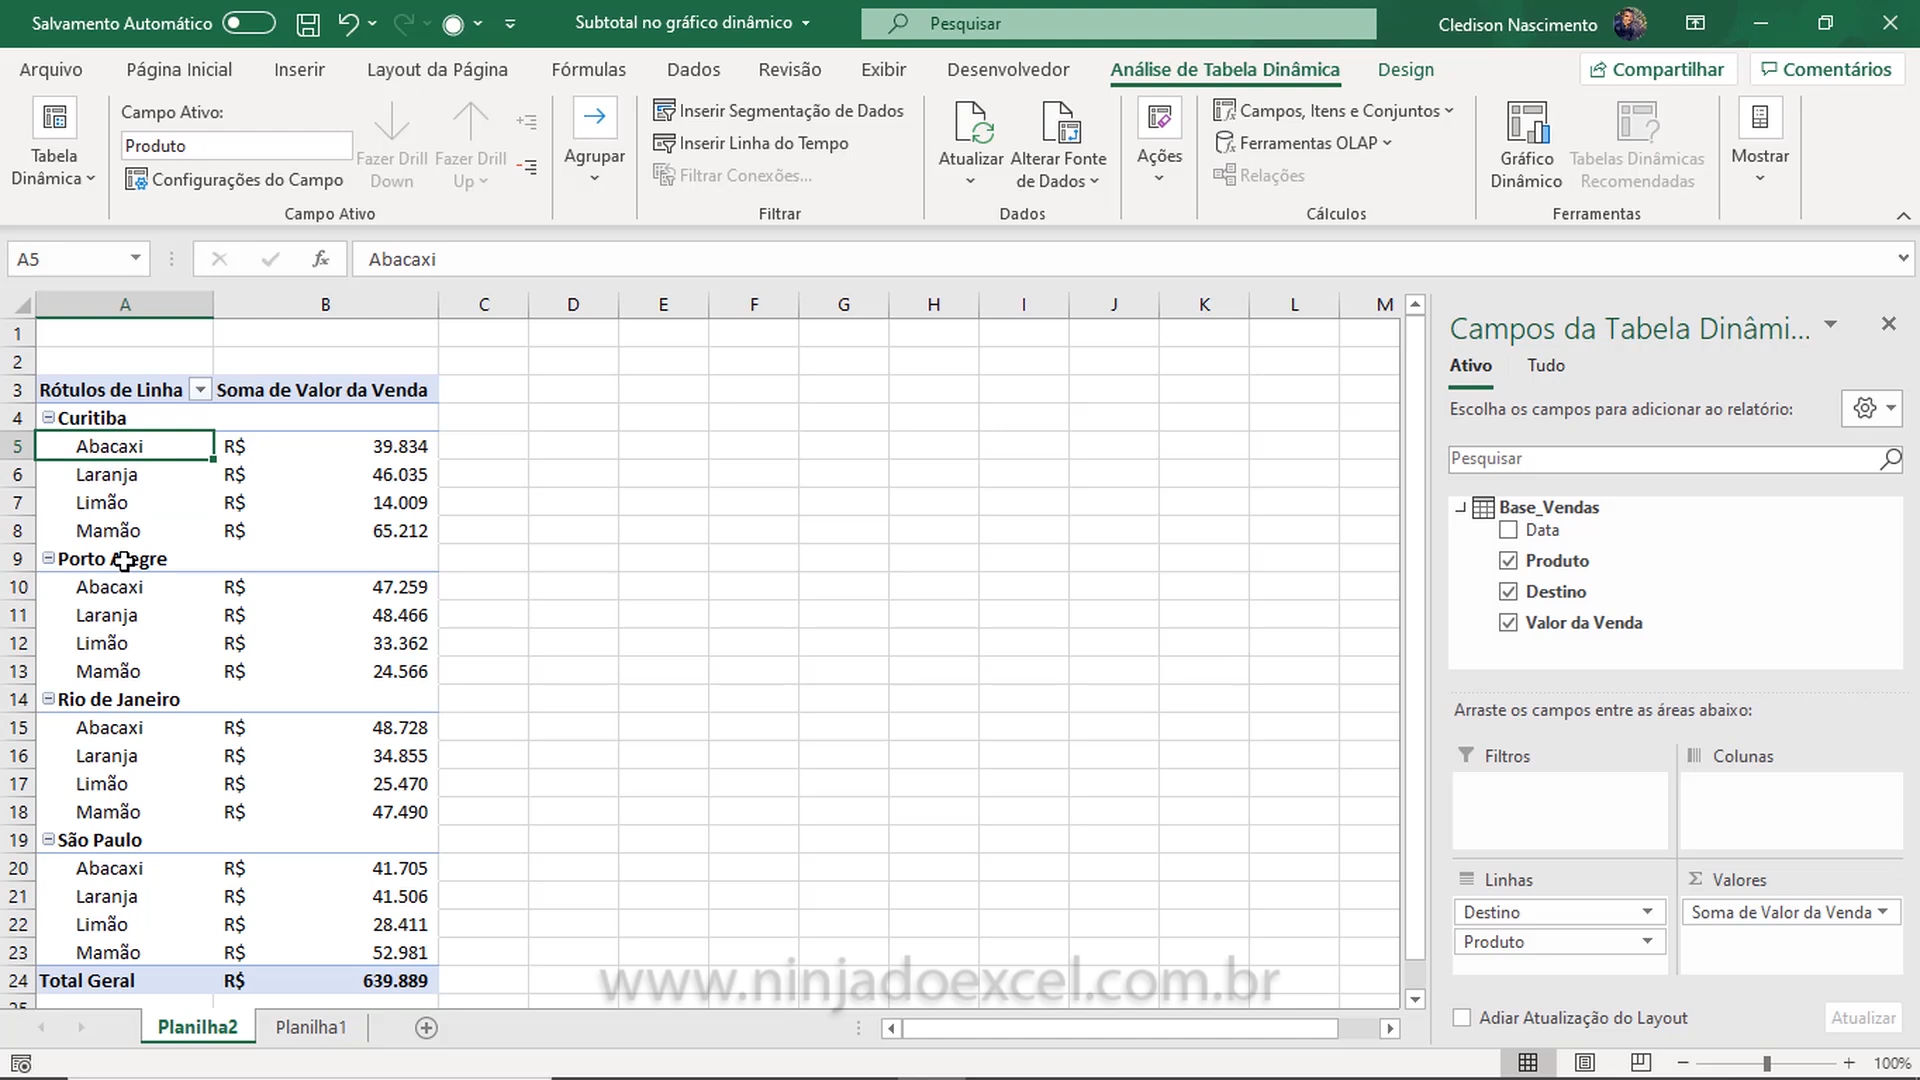 Salvamento Automático
Subtotal no gráfico dinâmico
Pesquisar
Cledison Nascimento
Arquivo Página Inicial Inserir Layout da Página Fórmulas Dados Revisão Exibir Desenvolvedor Análise de Tabela Dinâmica Design Compartilhar Comentários
Tabela Dinâmica
Campo Ativo:
Produto
Configurações do Campo
Fazer Drill Down
Fazer Drill Up
Campo Ativo
Agrupar
Inserir Segmentação de Dados
Inserir Linha do Tempo
Filtrar Conexões...
Filtrar
Atualizar
Alterar Fonte de Dados
Dados
Ações
Campos, Itens e Conjuntos
Ferramentas OLAP
Relações
Cálculos
Gráfico Dinâmico
Tabelas Dinâmicas Recomendadas
Ferramentas
Mostrar
A5 fx Abacaxi
A B C D E F G H I J K L M
1
2
3 Rótulos de Linha Soma de Valor da Venda
4 Curitiba
5 Abacaxi R$ 39.834
6 Laranja R$ 46.035
7 Limão R$ 14.009
8 Mamão R$ 65.212
9 Porto Alegre
10 Abacaxi R$ 47.259
11 Laranja R$ 48.466
12 Limão R$ 33.362
13 Mamão R$ 24.566
14 Rio de Janeiro
15 Abacaxi R$ 48.728
16 Laranja R$ 34.855
17 Limão R$ 25.470
18 Mamão R$ 47.490
19 São Paulo
20 Abacaxi R$ 41.705
21 Laranja R$ 41.506
22 Limão R$ 28.411
23 Mamão R$ 52.981
24 Total Geral R$ 639.889
www.ninjadoexcel.com.br
Planilha2 Planilha1
Campos da Tabela Dinâmi...
Ativo Tudo
Escolha os campos para adicionar ao relatório:
Pesquisar
Base_Vendas
Data
Produto
Destino
Valor da Venda
Arraste os campos entre as áreas abaixo:
Filtros
Colunas
Linhas
Destino
Produto
Valores
Soma de Valor da Venda
Adiar Atualização do Layout
Atualizar
100%